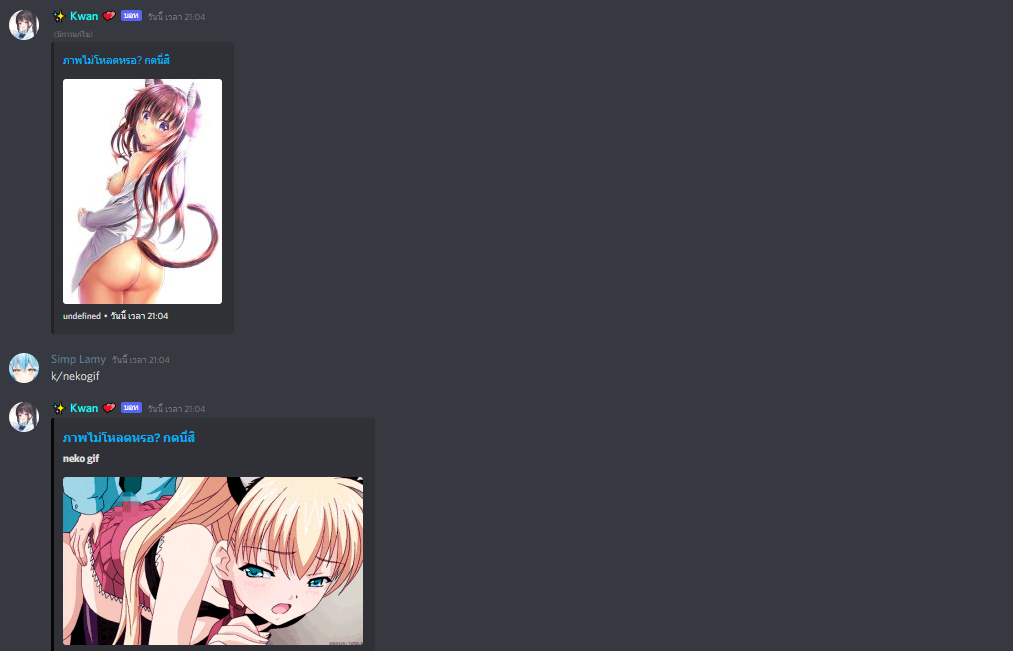 Kwan บอท วันนี้ เวลา 21:04
(มีการแก้ไข)
ภาพไม่โหลดหรอ? กดนี่สิ
undefined • วันนี้ เวลา 21:04
Simp Lamy วันนี้ เวลา 21:04
k/nekogif
Kwan บอท วันนี้ เวลา 21:04
ภาพไม่โหลดหรอ? กดนี่สิ
neko gif